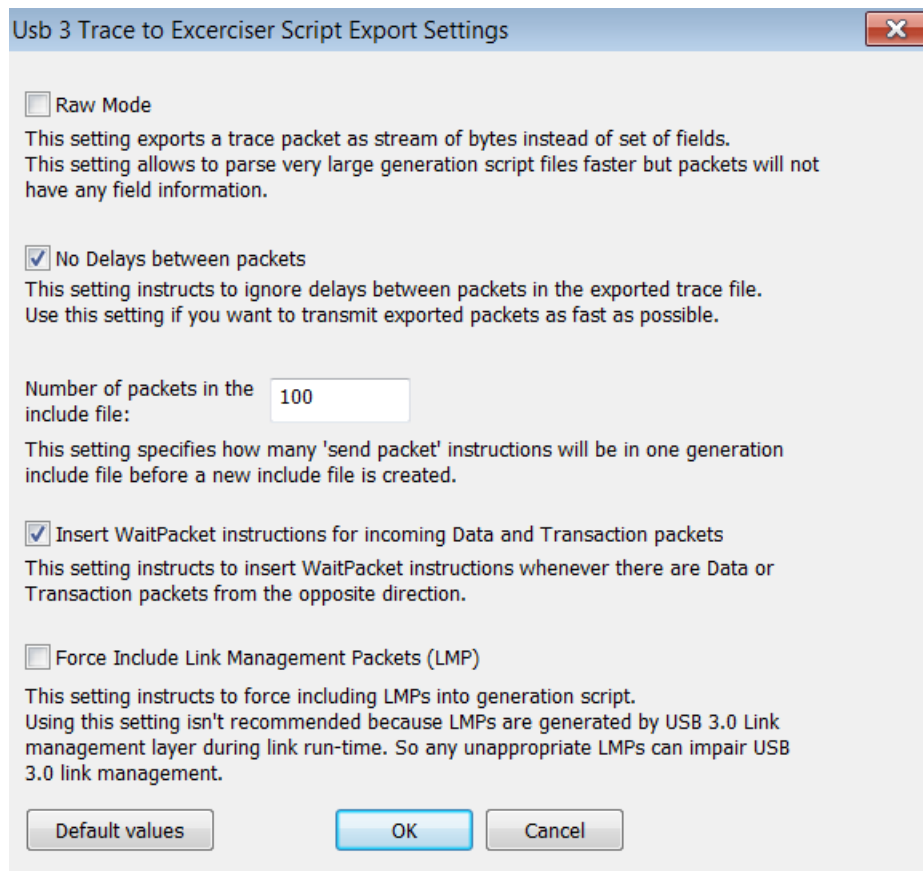 Usb 3 Trace to Excerciser Script Export Settings
Raw Mode
This setting exports a trace packet as stream of bytes instead of set of fields.
This setting allows to parse very large generation script files faster but packets will not
have any field information.
No Delays between packets
This setting instructs to ignore delays between packets in the exported trace file.
Use this setting if you want to transmit exported packets as fast as possible.
Number of packets in the
include file:
100
This setting specifies how many 'send packet' instructions will be in one generation
include file before a new include file is created.
Insert WaitPacket instructions for incoming Data and Transaction packets
This setting instructs to insert WaitPacket instructions whenever there are Data or
Transaction packets from the opposite direction.
Force Include Link Management Packets (LMP)
This setting instructs to force including LMPs into generation script.
Using this setting isn't recommended because LMPs are generated by USB 3.0 Link
management layer during link run-time. So any unappropriate LMPs can impair USB
3.0 link management.
Default values
OK
Cancel